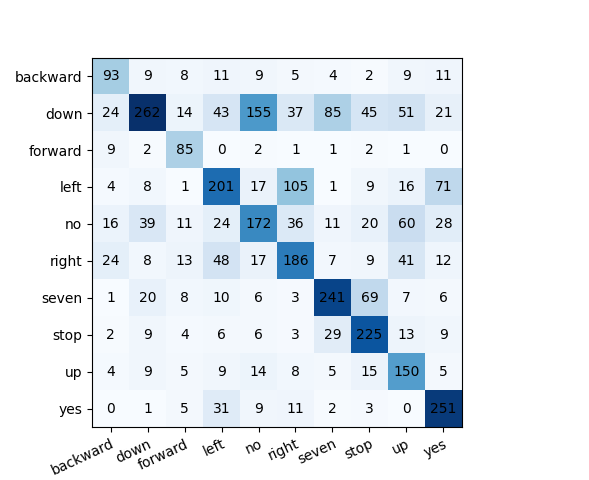 backward 93 9 8 11 9 5 4 2 9 11
down 24 262 14 43 155 37 85 45 51 21
forward 9 2 85 0 2 1 1 2 1 0
left 4 8 1 201 17 105 1 9 16 71
no 16 39 11 24 172 36 11 20 60 28
right 24 8 13 48 17 186 7 9 41 12
seven 1 20 8 10 6 3 241 69 7 6
stop 2 9 4 6 6 3 29 225 13 9
up 4 9 5 9 14 8 5 15 150 5
yes 0 1 5 31 9 11 2 3 0 251
backward down forward left no right seven stop up yes